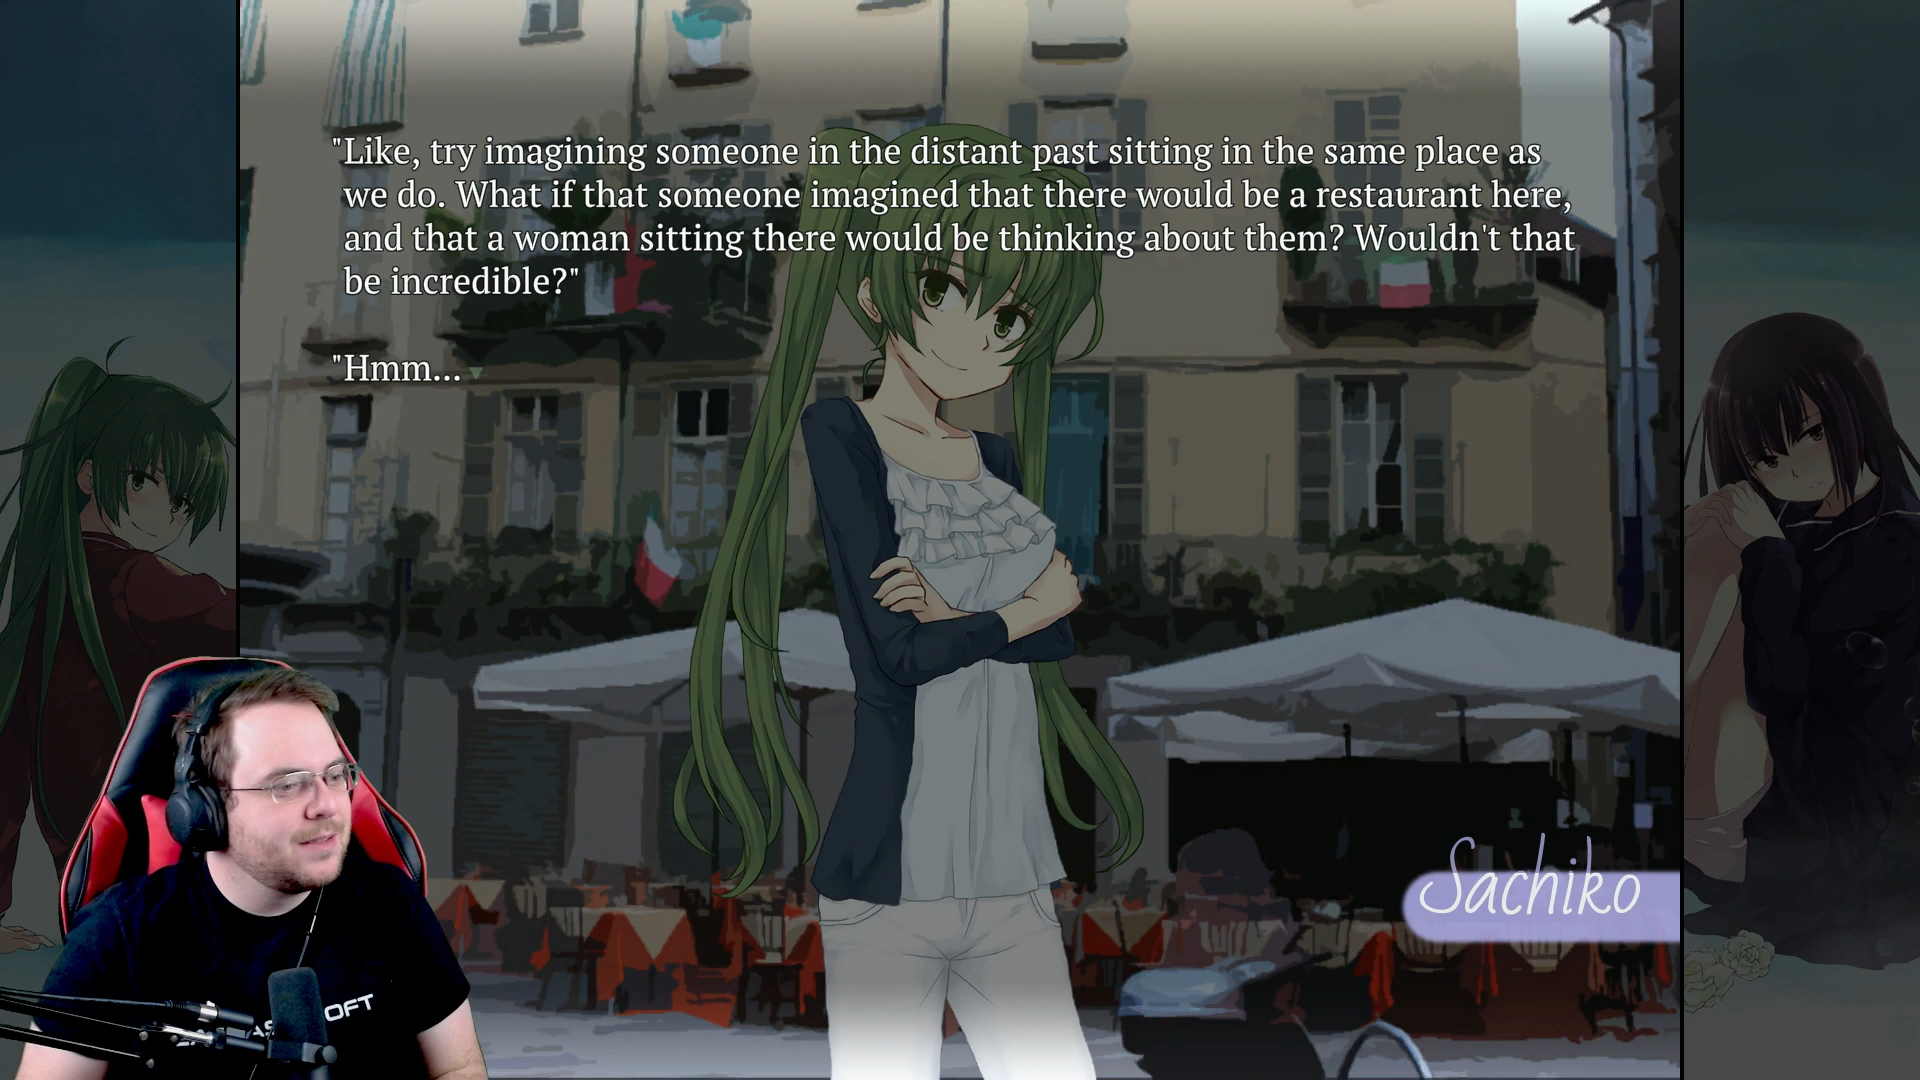 "Like, try imagining someone in the distant past sitting in the same place as
we do. What if that someone imagined that there would be a restaurant here,
and that a woman sitting there would be thinking about them? Wouldn't that
be incredible?"
"Hmm...
Sachiko
OFT